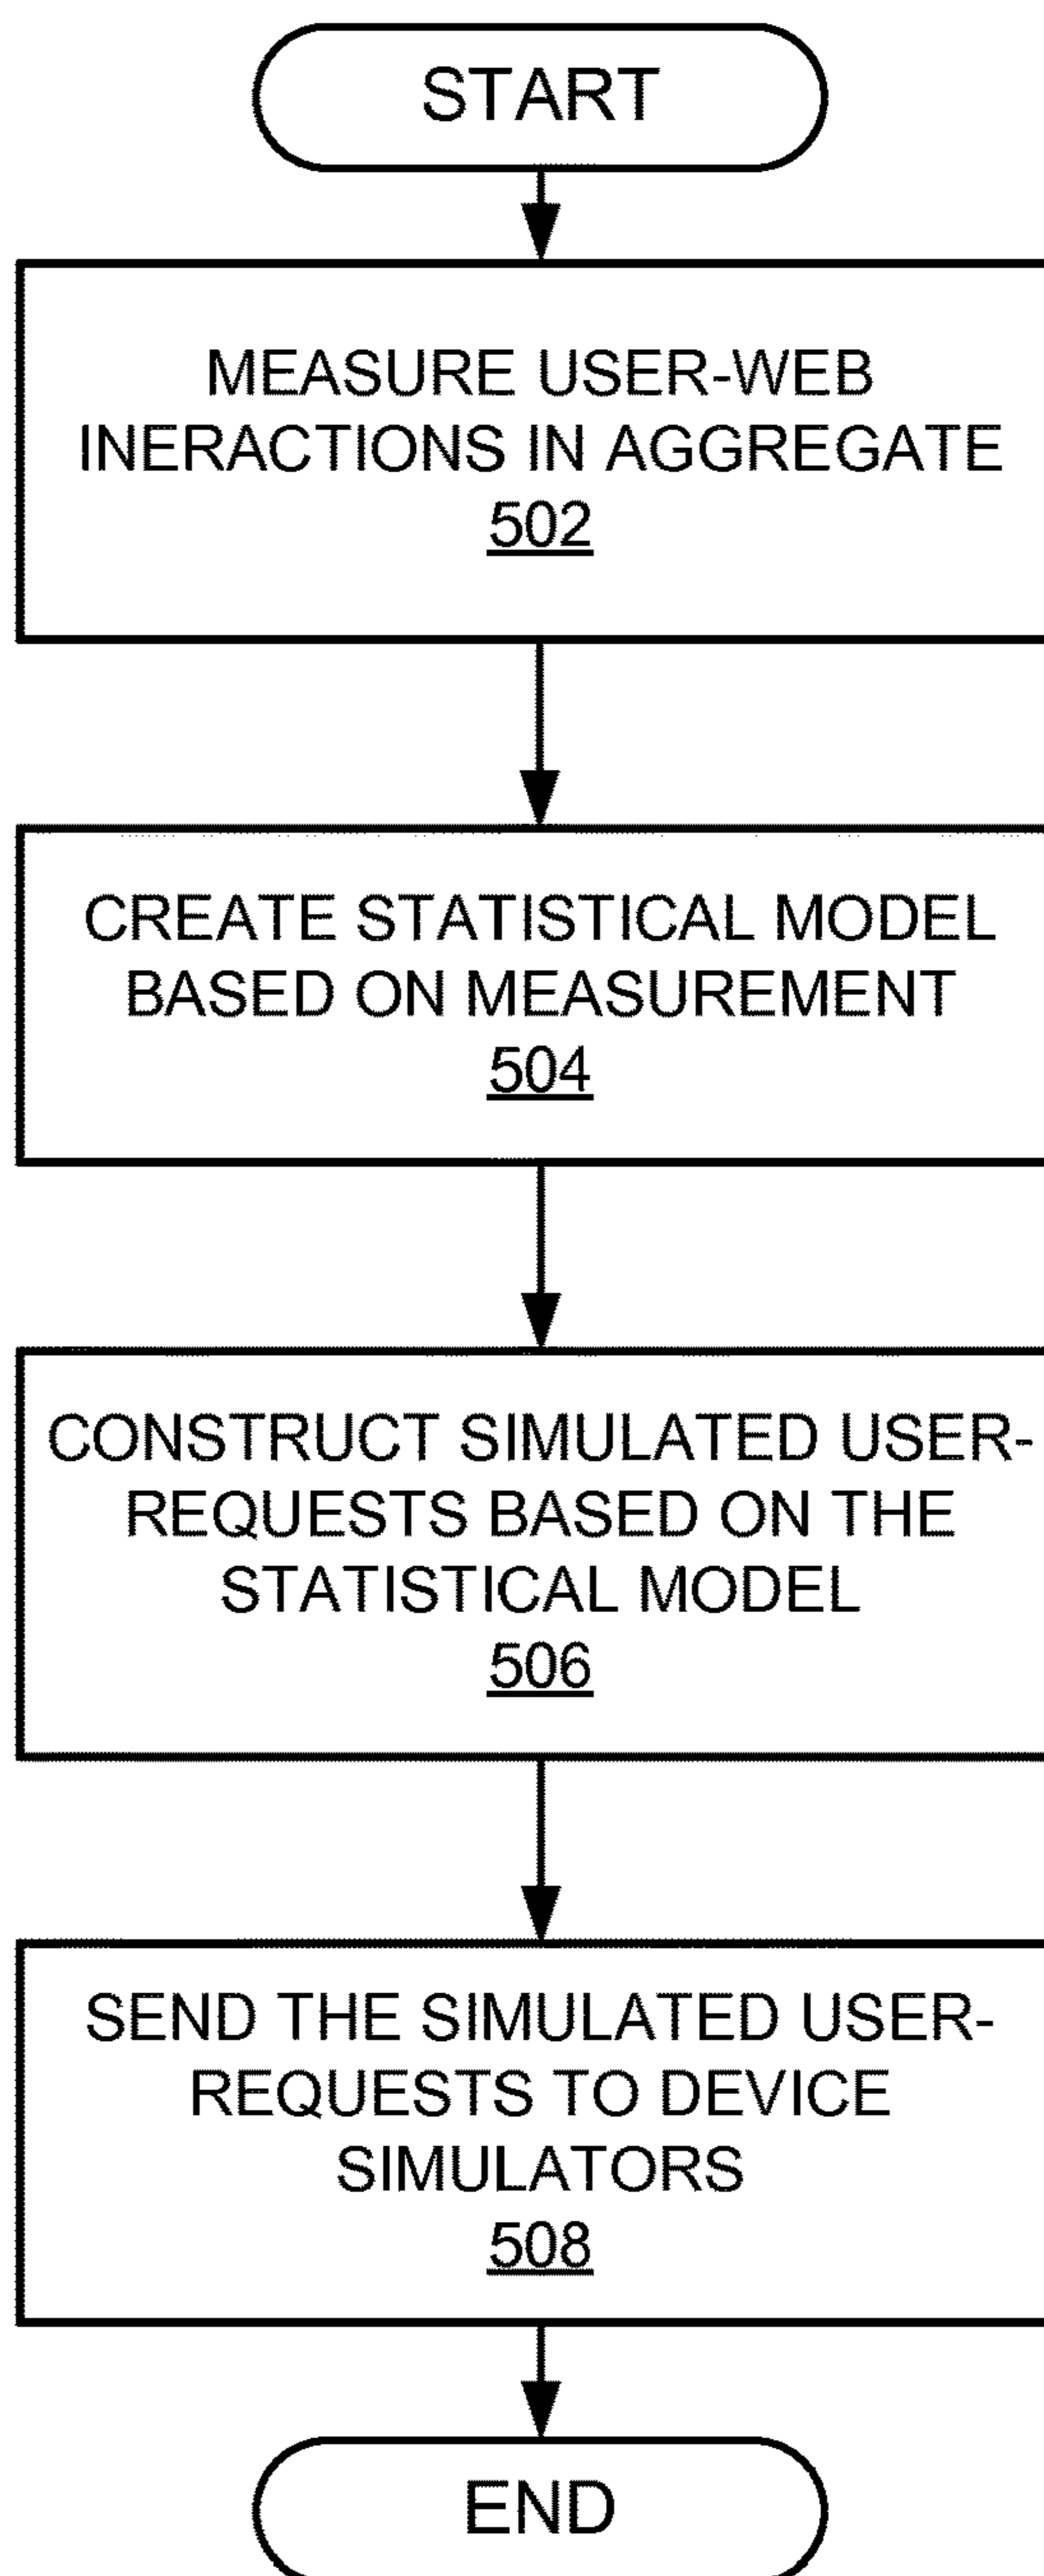 START
MEASURE USER-WEB
INERACTIONS IN AGGREGATE
502
CREATE STATISTICAL MODEL
BASED ON MEASUREMENT
504
CONSTRUCT SIMULATED USER-
REQUESTS BASED ON THE
STATISTICAL MODEL
506
SEND THE SIMULATED USER-
REQUESTS TO DEVICE
SIMULATORS
508
END